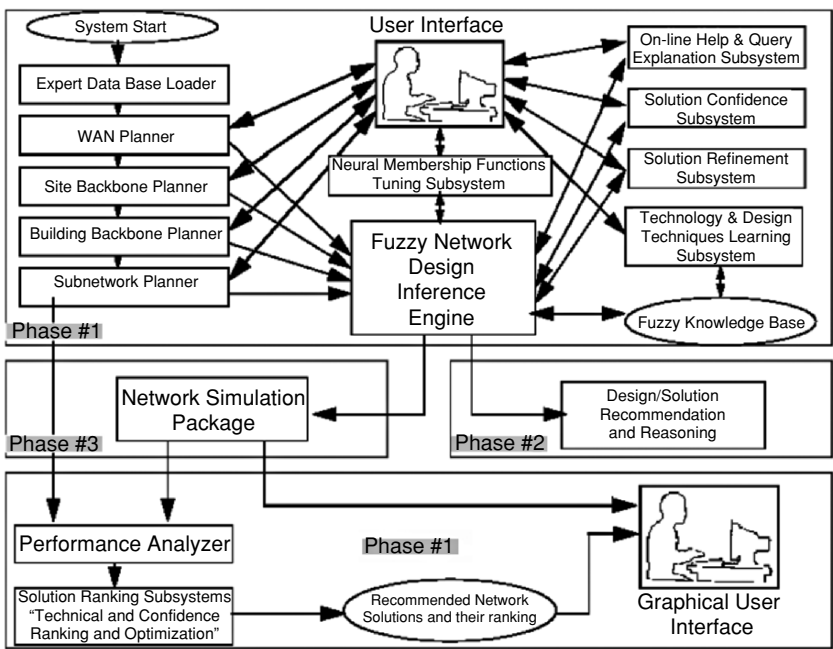 System Start
User Interface
Expert Data Base Loader
On-line Help & Query
Explanation Subsystem
WAN Planner
Solution Confidence
Subsystem
Neural Membership Functions
Tuning Subsystem
Site Backbone Planner
Solution Refinement
Subsystem
Building Backbone Planner
Fuzzy Network
Design
Inference
Engine
Technology & Design
Techniques Learning
Subsystem
Subnetwork Planner
Fuzzy Knowledge Base
Phase #1
Network Simulation
Package
Phase #3
Design/Solution
Recommendation
and Reasoning
Phase #2
Performance Analyzer
Phase #1
Solution Ranking Subsystems
“Technical and Confidence
Ranking and Optimization”
Recommended Network
Solutions and their ranking
Graphical User
Interface